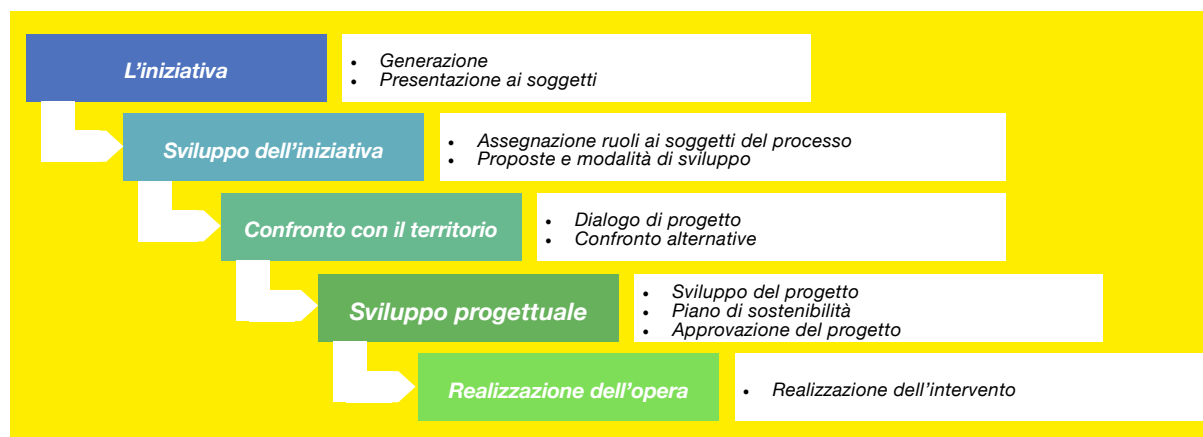 L'iniziativa
• Generazione
• Presentazione ai soggetti
Sviluppo dell'iniziativa
• Assegnazione ruoli ai soggetti del processo
• Proposte e modalità di sviluppo
Confronto con il territorio
• Dialogo di progetto
• Confronto alternative
Sviluppo progettuale
• Sviluppo del progetto
• Piano di sostenibilità
• Approvazione del progetto
Realizzazione dell'opera
• Realizzazione dell'intervento